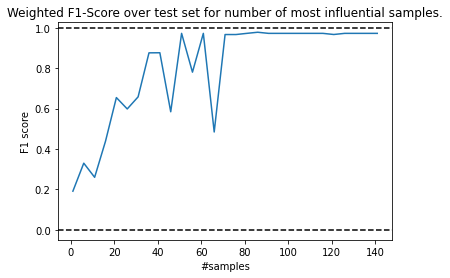 Weighted F1-Score over test set for number of most influential samples.
1.0
0.8
0.6
0.4
0.2
0.0
F1 score
0 20 40 60 80 100 120 140
#samples